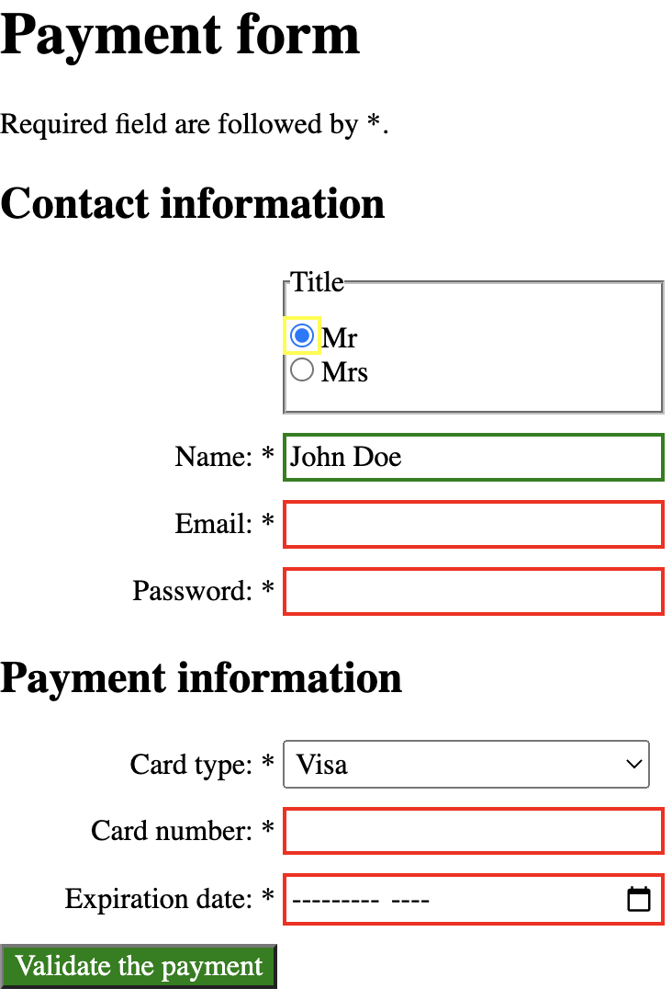 Payment form
Required field are followed by *.
Contact information
Title
Mr
Mrs
Name: * John Doe
Email: *
Password: *
Payment information
Card type: * Visa
Card number: *
Expiration date: * --------- ----
Validate the payment